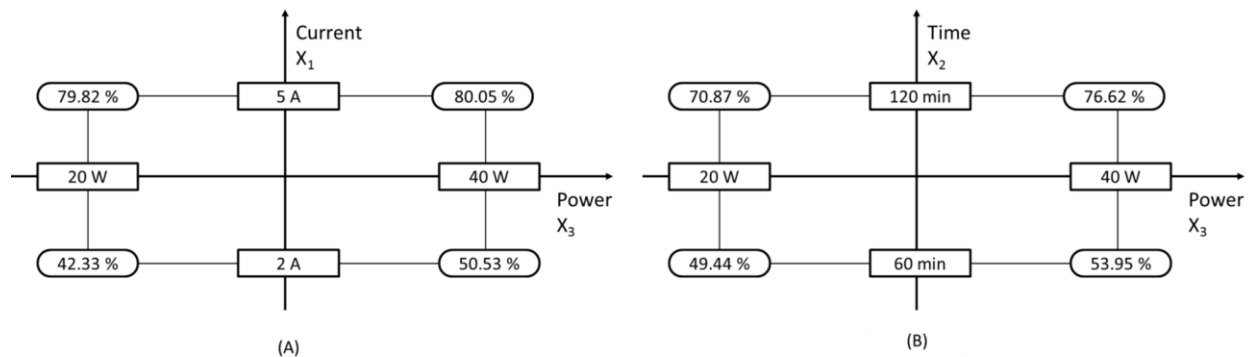 Current
X₁
79.82 %
5 A
80.05 %
20 W
40 W
Power
X₃
42.33 %
2 A
50.53 %
(A)
Time
X₂
70.87 %
120 min
76.62 %
20 W
40 W
Power
X₃
49.44 %
60 min
53.95 %
(B)